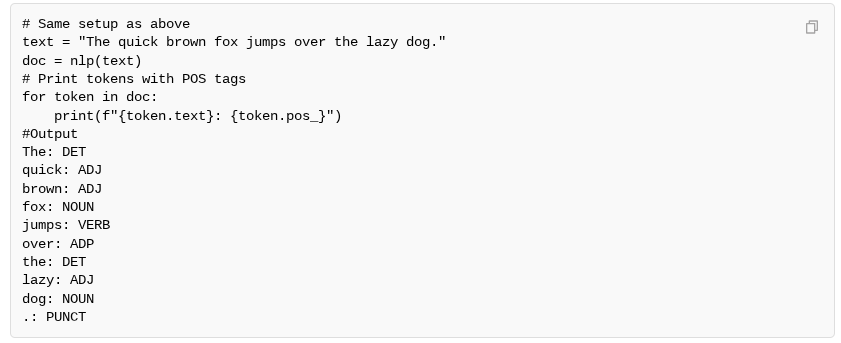 # Same setup as above
text = "The quick brown fox jumps over the lazy dog."
doc = nlp(text)
# Print tokens with POS tags
for token in doc:
    print(f"{token.text}: {token.pos_}")
#Output
The: DET
quick: ADJ
brown: ADJ
fox: NOUN
jumps: VERB
over: ADP
the: DET
lazy: ADJ
dog: NOUN
.: PUNCT